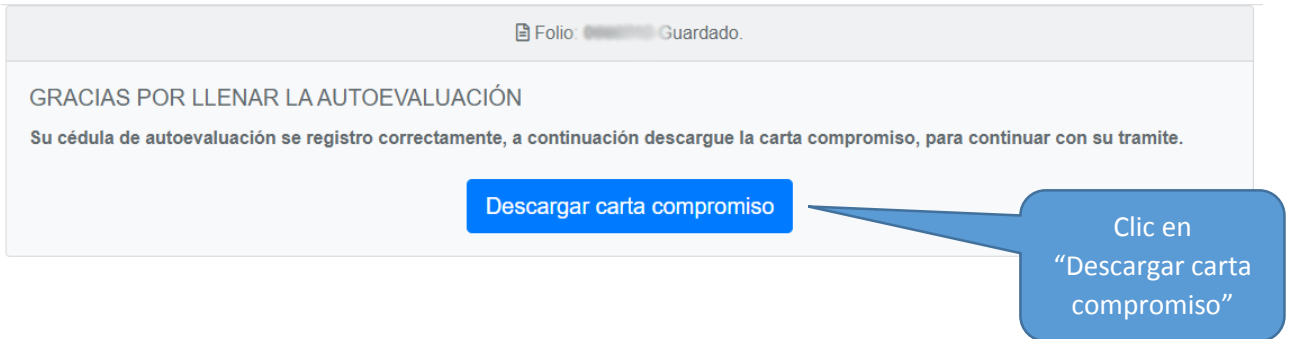 Folio: Guardado.
GRACIAS POR LLENAR LA AUTOEVALUACIÓN
Su cédula de autoevaluación se registro correctamente, a continuación descargue la carta compromiso, para continuar con su tramite.
Descargar carta compromiso
Clic en
“Descargar carta
compromiso”